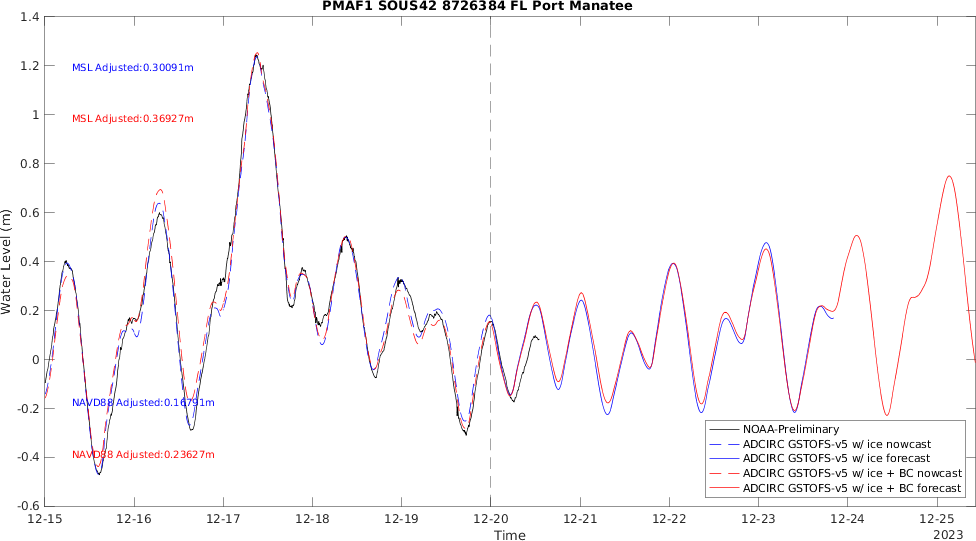 PMAF1 SOUS42 8726384 FL Port Manatee
1.4
1.2
1
0.8
0.6
0.4
0.2
0
-0.2
-0.4
-0.6
Water Level (m)
MSL Adjusted:0.30091m
MSL Adjusted:0.36927m
NAVD88 Adjusted:0.16791m
NAVD88 Adjusted:0.23627m
NOAA-Preliminary
ADCIRC GSTOFS-v5 w/ ice nowcast
ADCIRC GSTOFS-v5 w/ ice forecast
ADCIRC GSTOFS-v5 w/ ice + BC nowcast
ADCIRC GSTOFS-v5 w/ ice + BC forecast
12-15 12-16 12-17 12-18 12-19 12-20 12-21 12-22 12-23 12-24 12-25
Time
2023